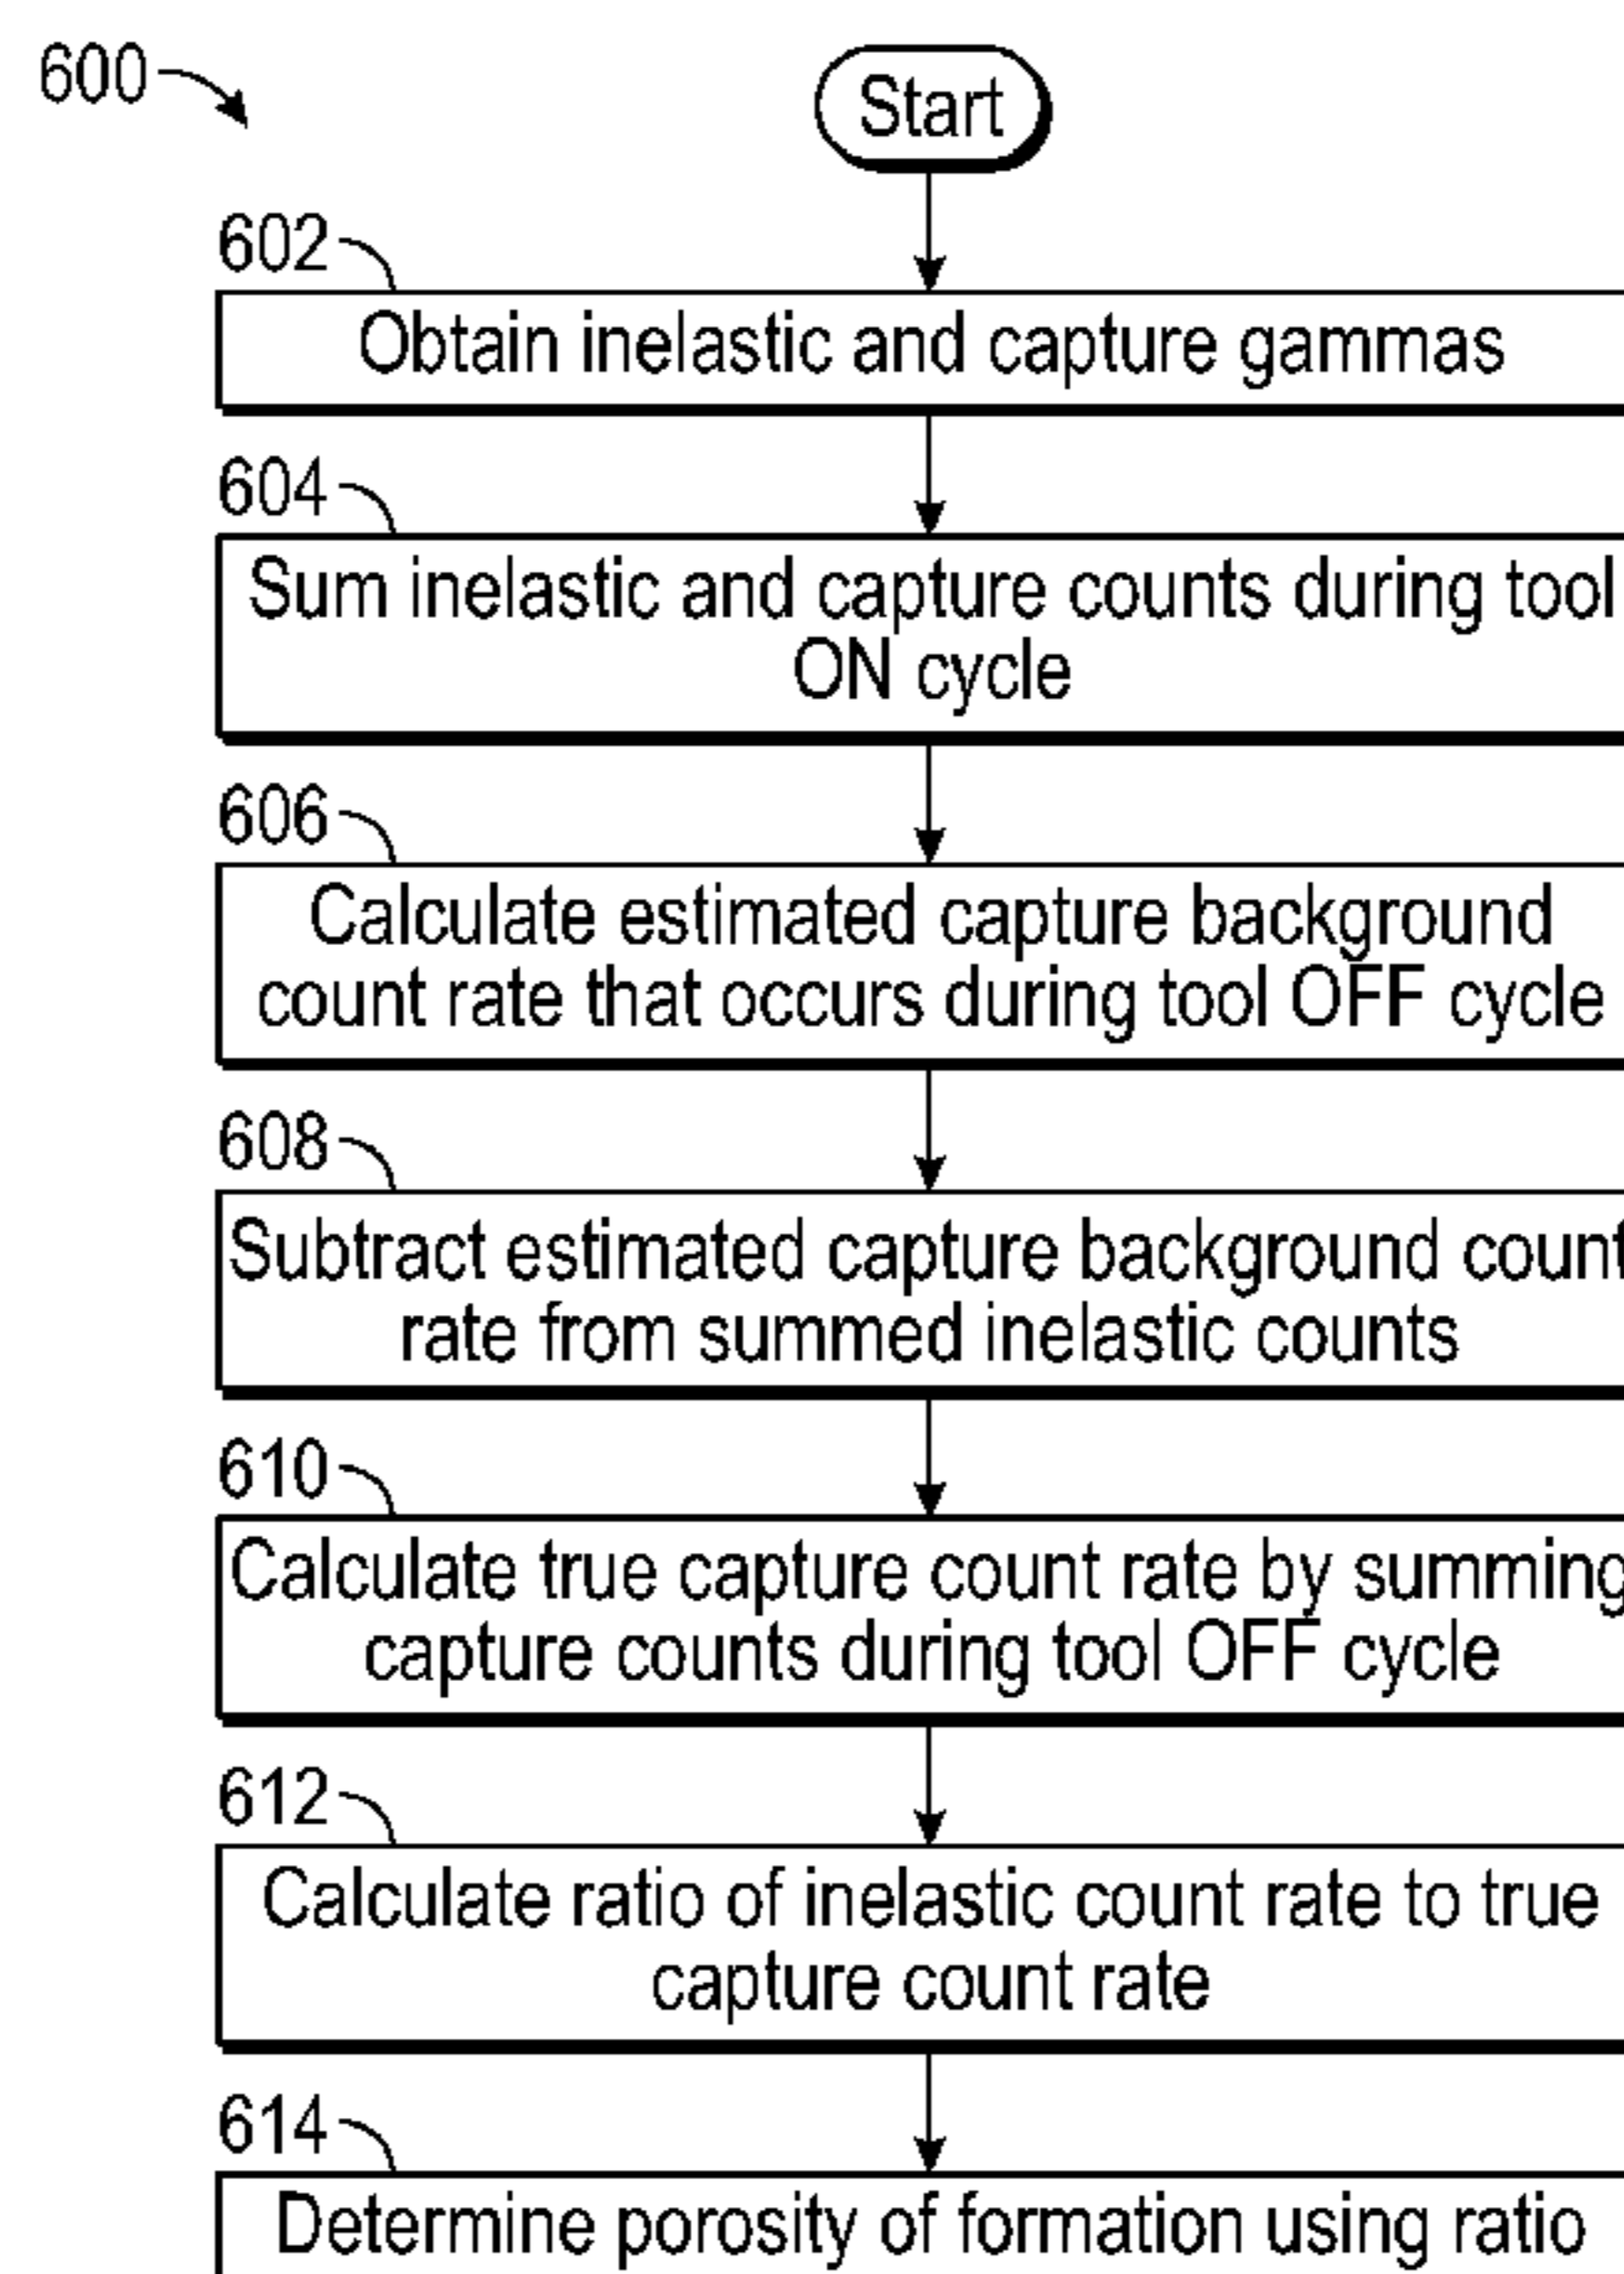 600
Start
602
Obtain inelastic and capture gammas
604
Sum inelastic and capture counts during tool
ON cycle
606
Calculate estimated capture background
count rate that occurs during tool OFF cycle
608
Subtract estimated capture background count
rate from summed inelastic counts
610
Calculate true capture count rate by summing
capture counts during tool OFF cycle
612
Calculate ratio of inelastic count rate to true
capture count rate
614
Determine porosity of formation using ratio